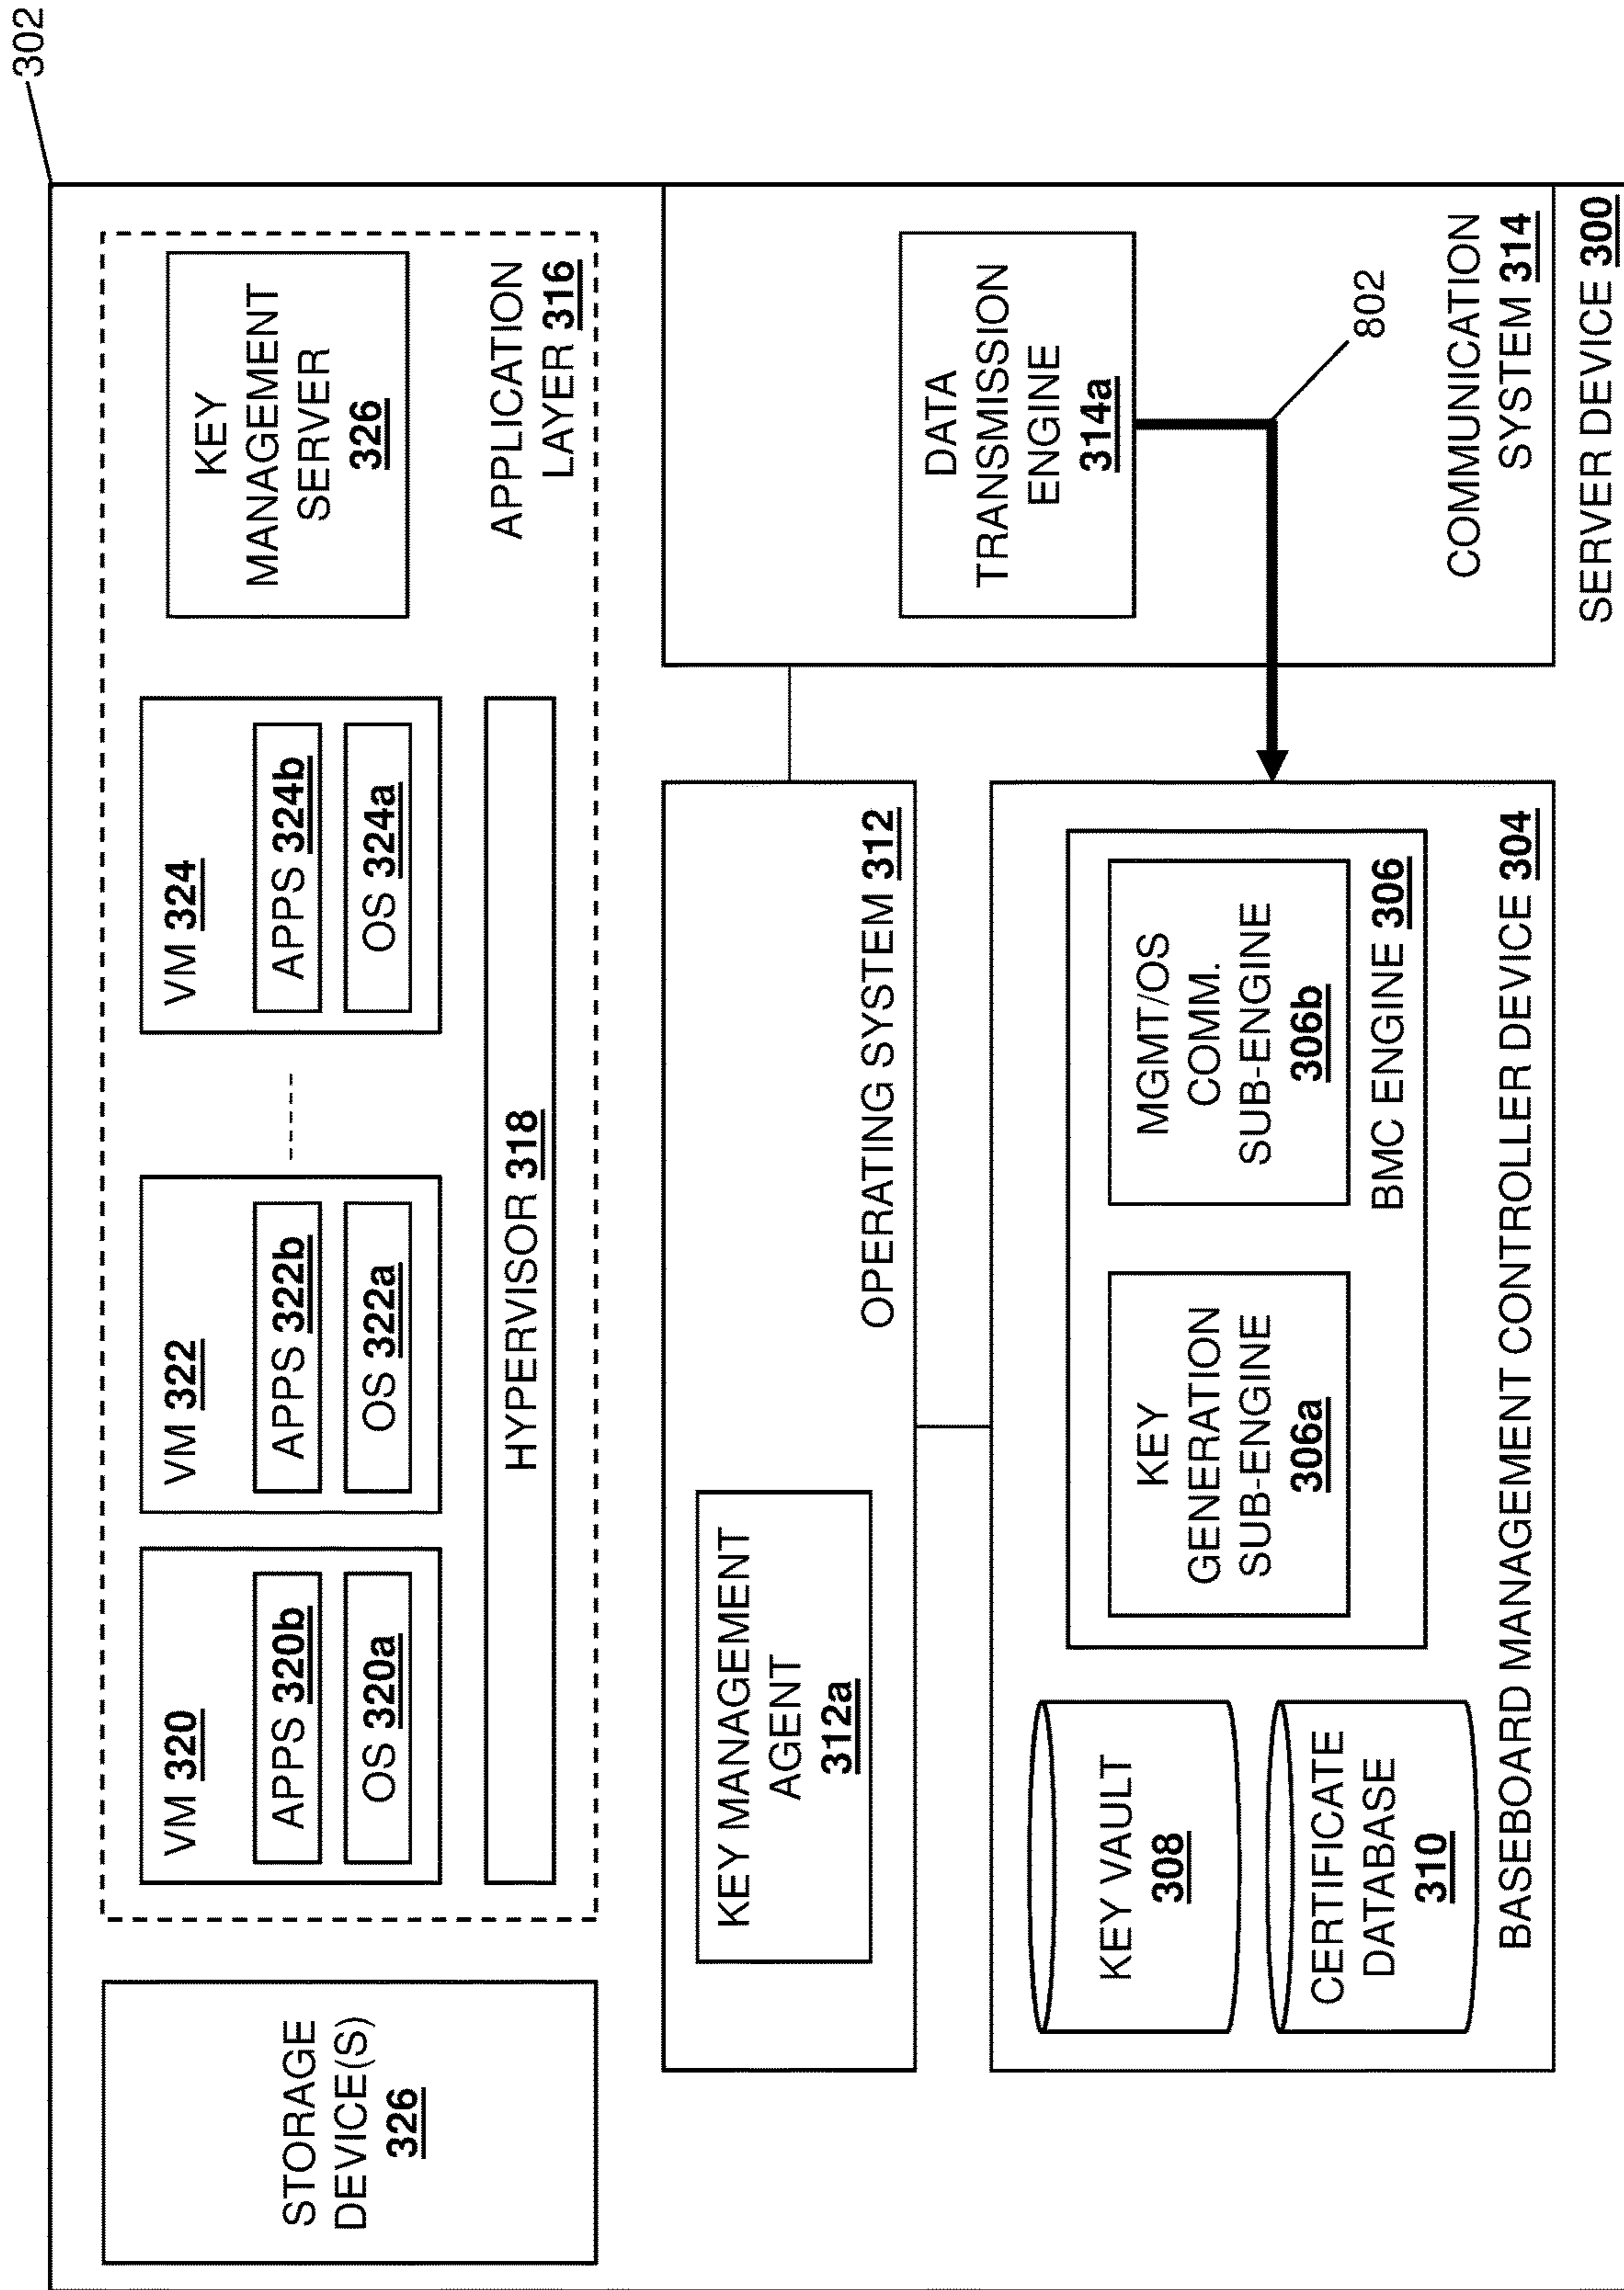 302
STORAGE
DEVICE(S)
326
VM 320
APPS 320b
OS 320a
VM 322
APPS 322b
OS 322a
VM 324
APPS 324b
OS 324a
HYPERVISOR 318
KEY
MANAGEMENT
SERVER
326
APPLICATION
LAYER 316
KEY MANAGEMENT
AGENT
312a
OPERATING SYSTEM 312
KEY VAULT
308
CERTIFICATE
DATABASE
310
KEY
GENERATION
SUB-ENGINE
306a
MGMT/OS
COMM.
SUB-ENGINE
306b
BMC ENGINE 306
BASEBOARD MANAGEMENT CONTROLLER DEVICE 304
DATA
TRANSMISSION
ENGINE
314a
802
COMMUNICATION
SYSTEM 314
SERVER DEVICE 300